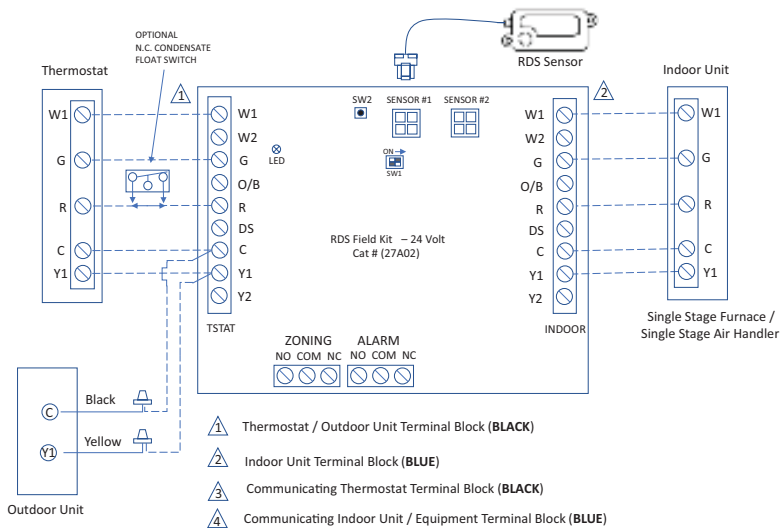 OPTIONAL
N.C. CONDENSATE
FLOAT SWITCH
RDS Sensor
Thermostat
Indoor Unit
1
2
W1
G
R
C
Y1
W1
W2
G
O/B
R
DS
C
Y1
Y2
TSTAT
SW2
SENSOR #1
SENSOR #2
LED
ON
SW1
RDS Field Kit – 24 Volt
Cat # (27A02)
W1
W2
G
O/B
R
DS
C
Y1
Y2
INDOOR
W1
G
R
C
Y1
Single Stage Furnace /
Single Stage Air Handler
ZONING
NO COM NC
ALARM
NO COM NC
C
Black
Y1
Yellow
Outdoor Unit
1 Thermostat / Outdoor Unit Terminal Block (BLACK)
2 Indoor Unit Terminal Block (BLUE)
3 Communicating Thermostat Terminal Block (BLACK)
4 Communicating Indoor Unit / Equipment Terminal Block (BLUE)